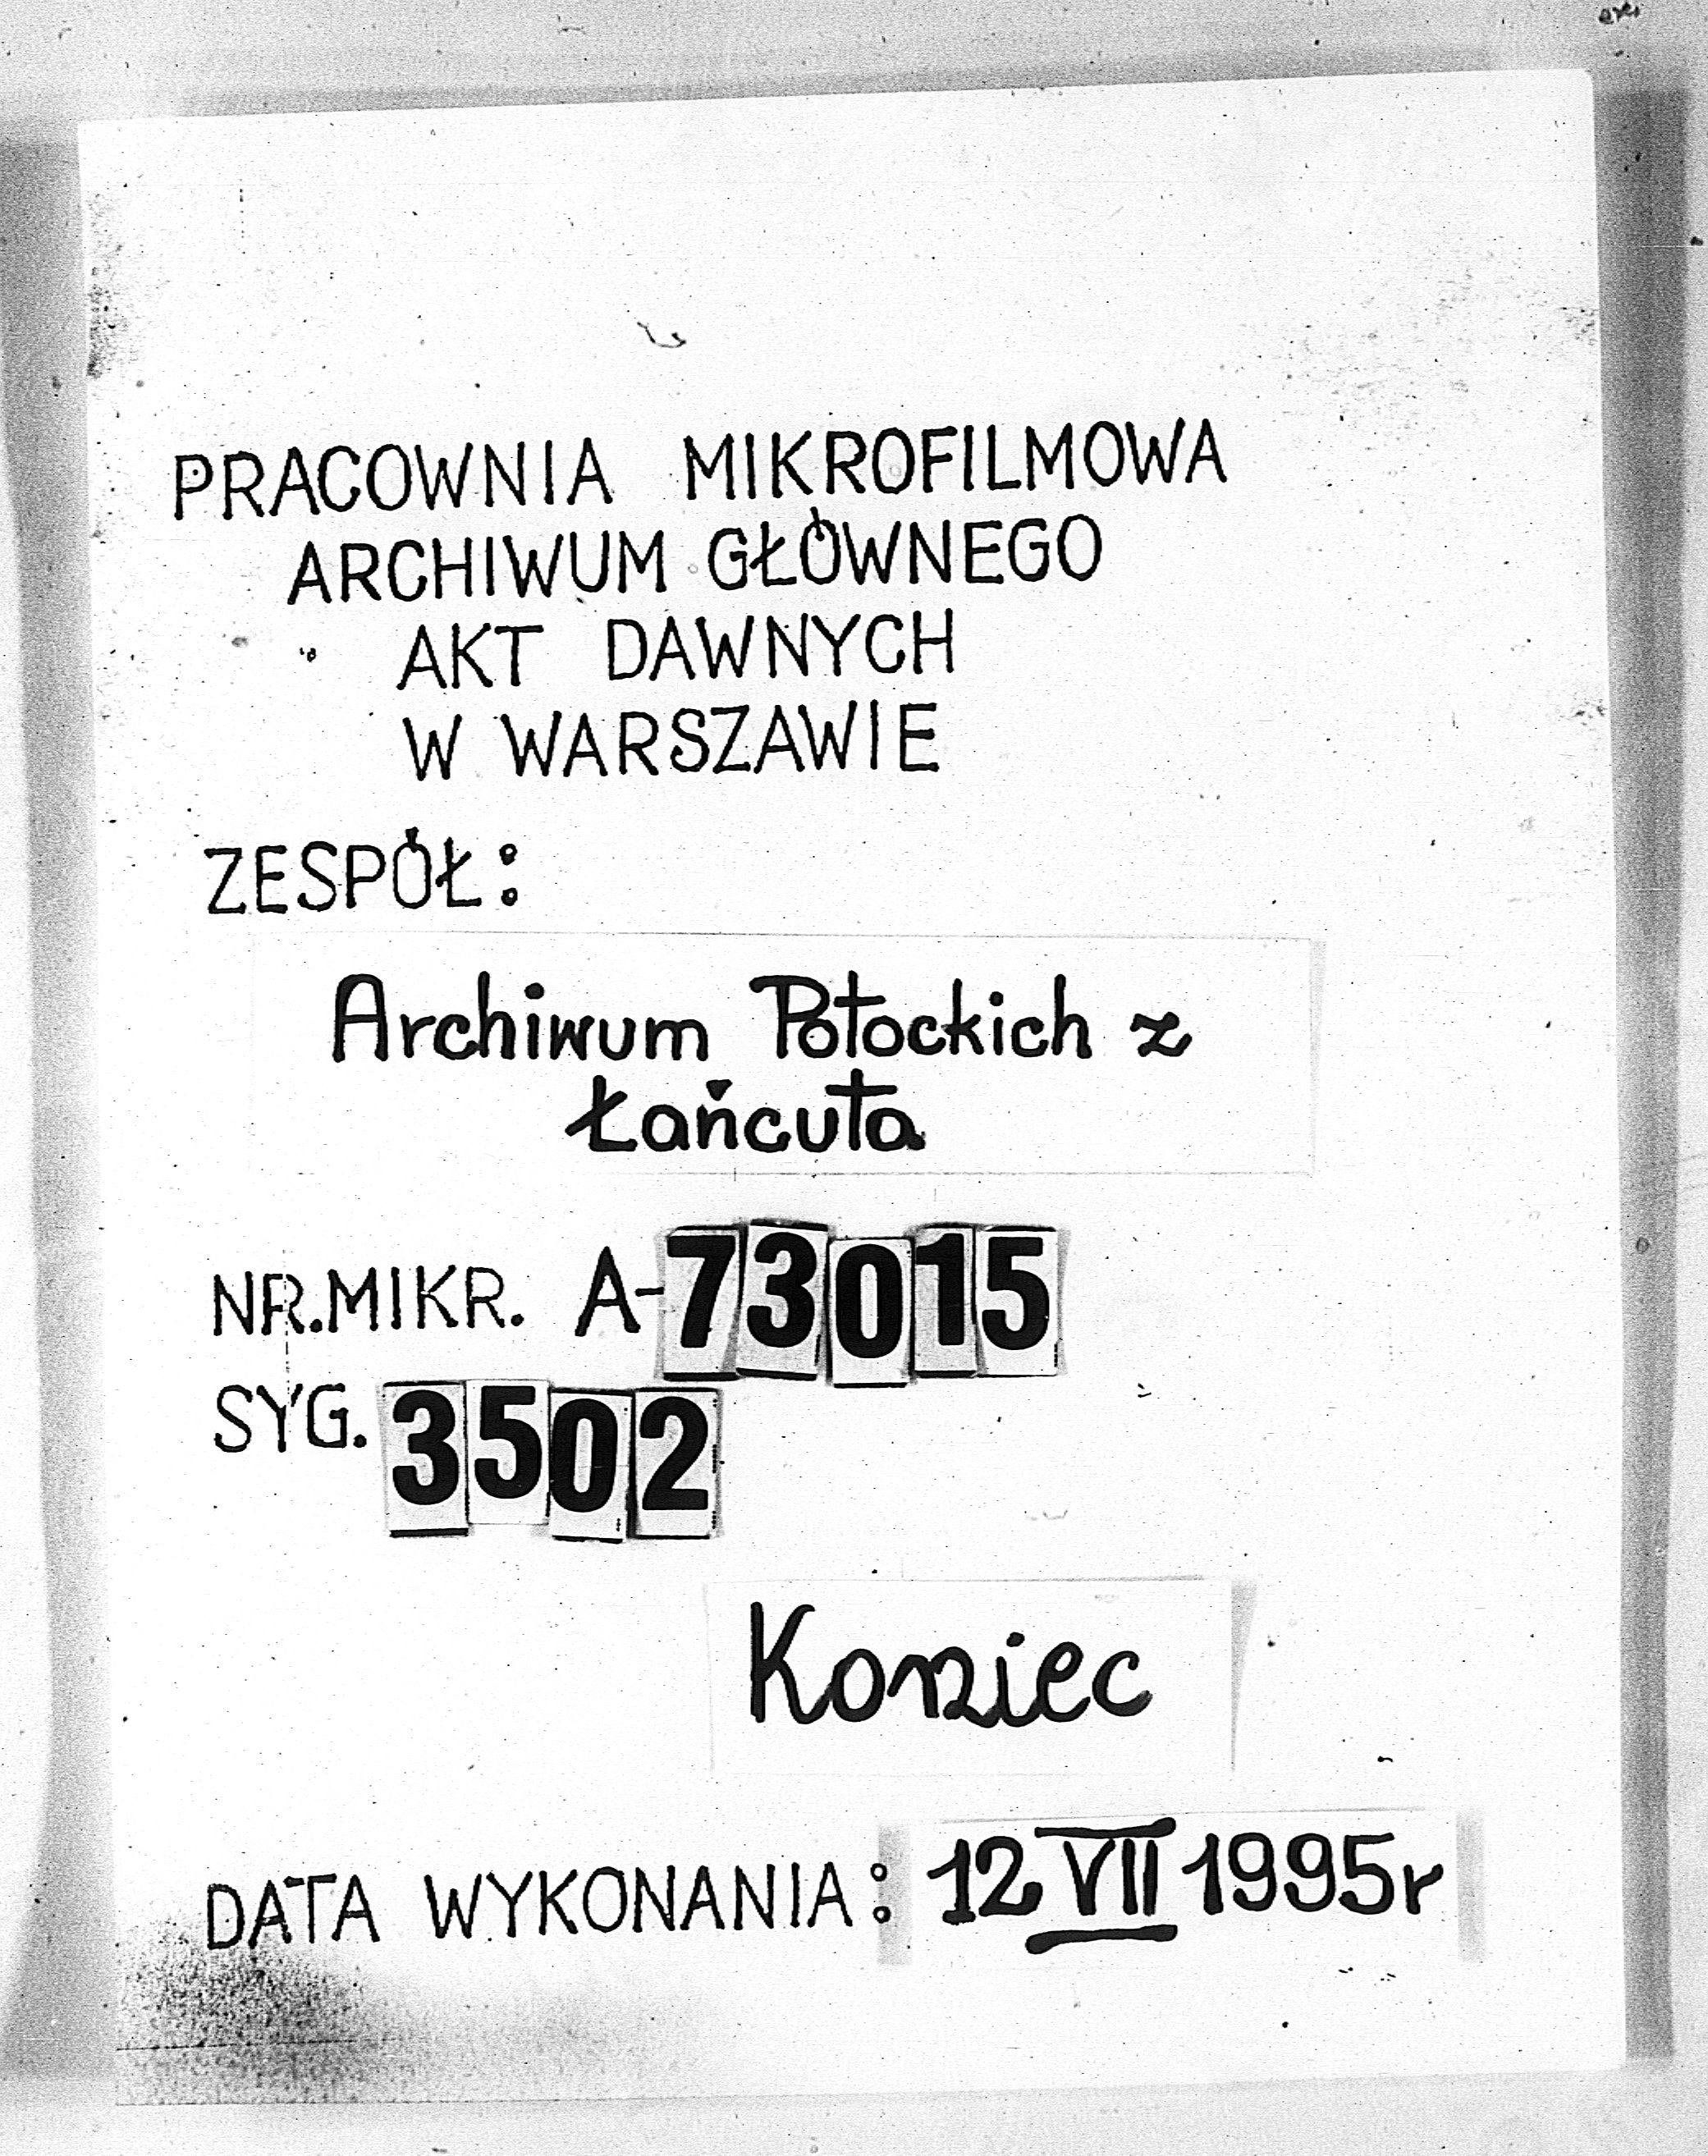 PRACOWNIA MIKROFILMOWA
ARCHIWUM GŁÓWNEGO
AKT DAWNYCH
W WARSZAWIE
ZESPÓŁ:
Archiwum Potockich z
Łańcuta
NR.MIKR. A-73015
SYG. 3502
Koniec
DATA WYKONANIA: 12 VII 1995r